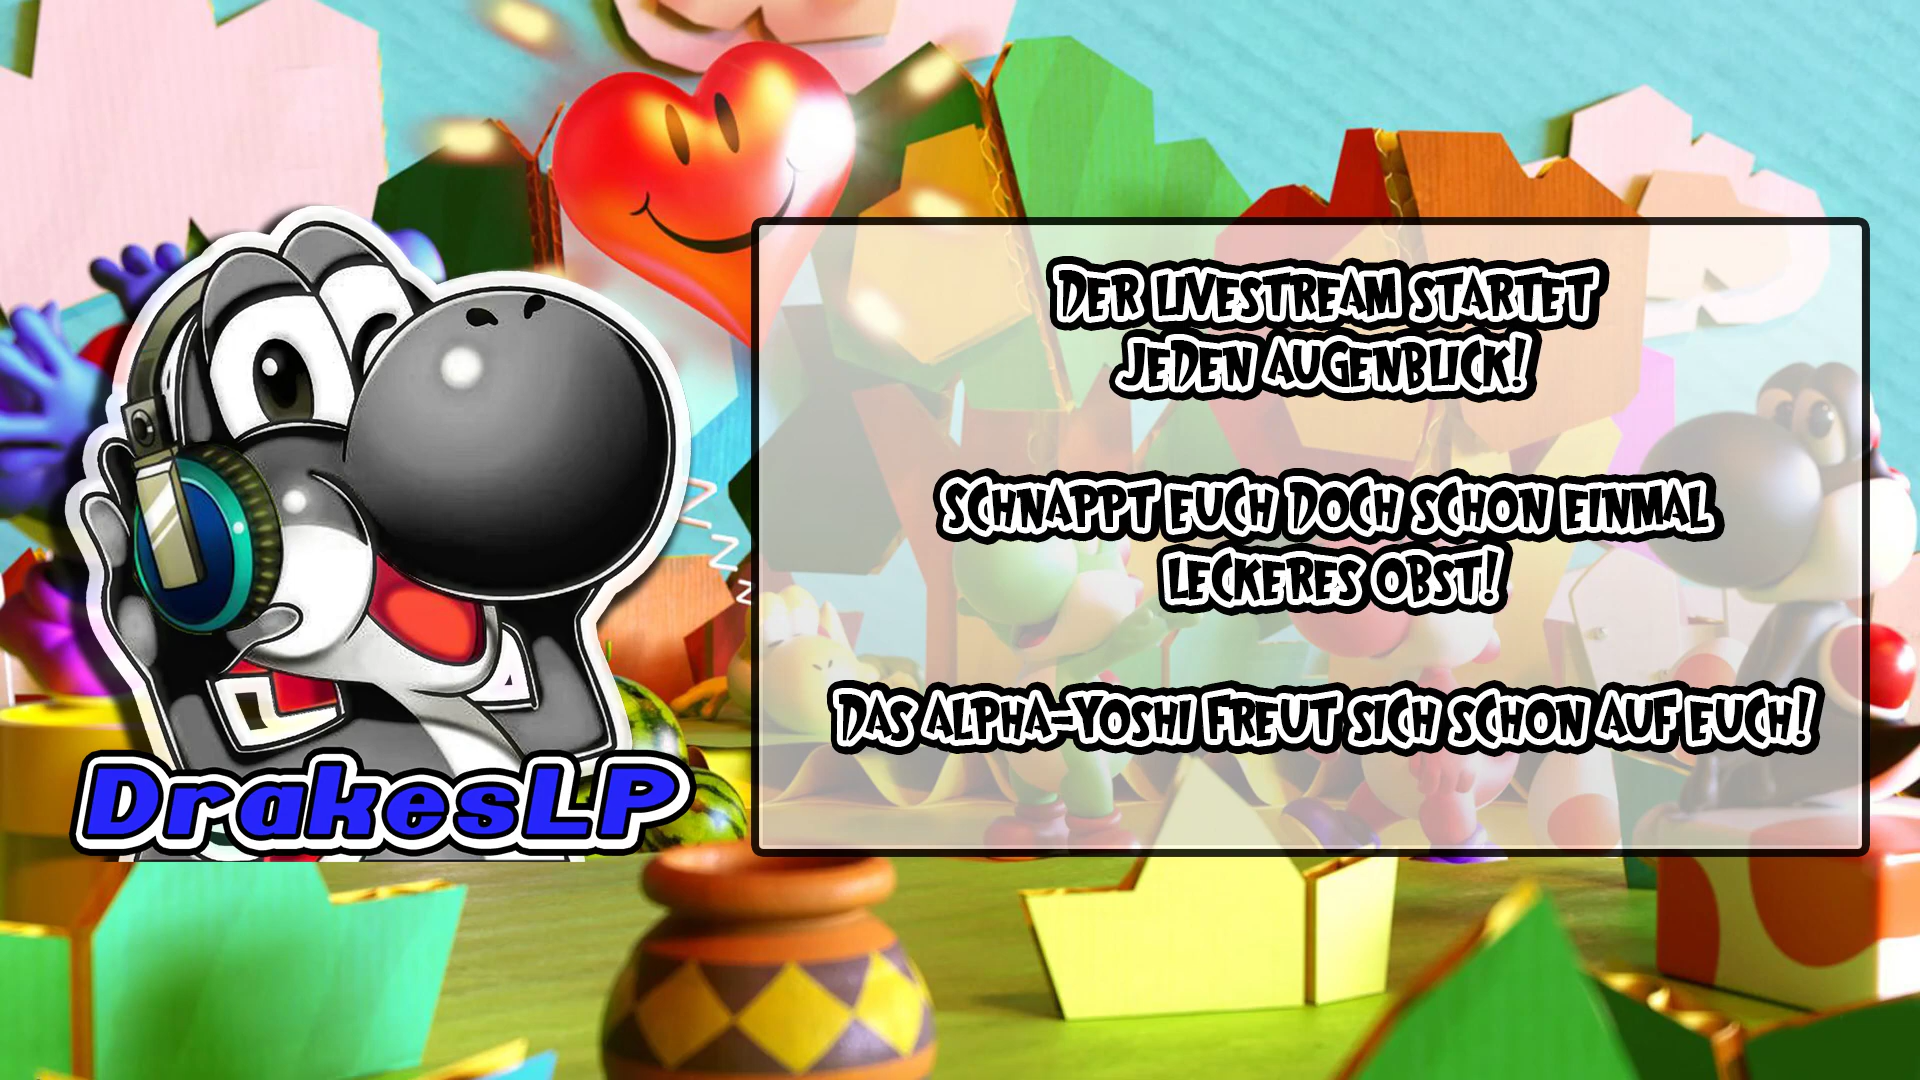 DER LIVESTREAM STARTET
JEDEN AUGENBLICK!
SCHNAPPT EUCH DOCH SCHON EINMAL
LECKERES OBST!
DAS ALPHA-YOSHI FREUT SICH SCHON AUF EUCH!
DrakesLP
Z
Z
Z